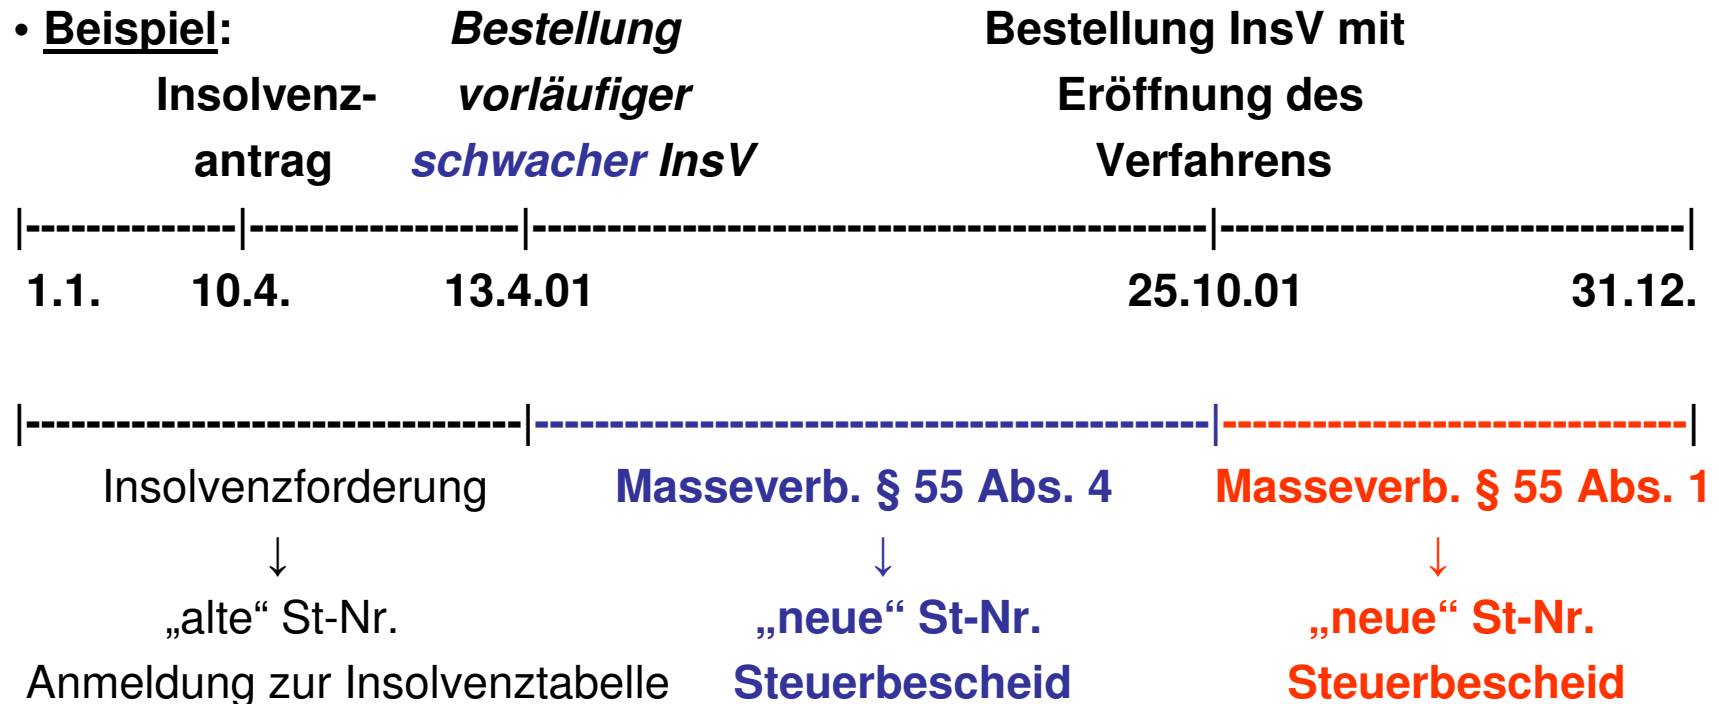 • Beispiel: Bestellung Bestellung InsV mit
Insolvenz- vorläufiger Eröffnung des
antrag schwacher InsV Verfahrens
|--------------|------------------|---------------------------------------------|-------------------------------|
1.1. 10.4. 13.4.01 25.10.01 31.12.
|---------------------------------|---------------------------------------------|-------------------------------|
Insolvenzforderung Masseverb. § 55 Abs. 4 Masseverb. § 55 Abs. 1
↓ ↓ ↓
„alte“ St-Nr. „neue“ St-Nr. „neue“ St-Nr.
Anmeldung zur Insolvenztabelle Steuerbescheid Steuerbescheid